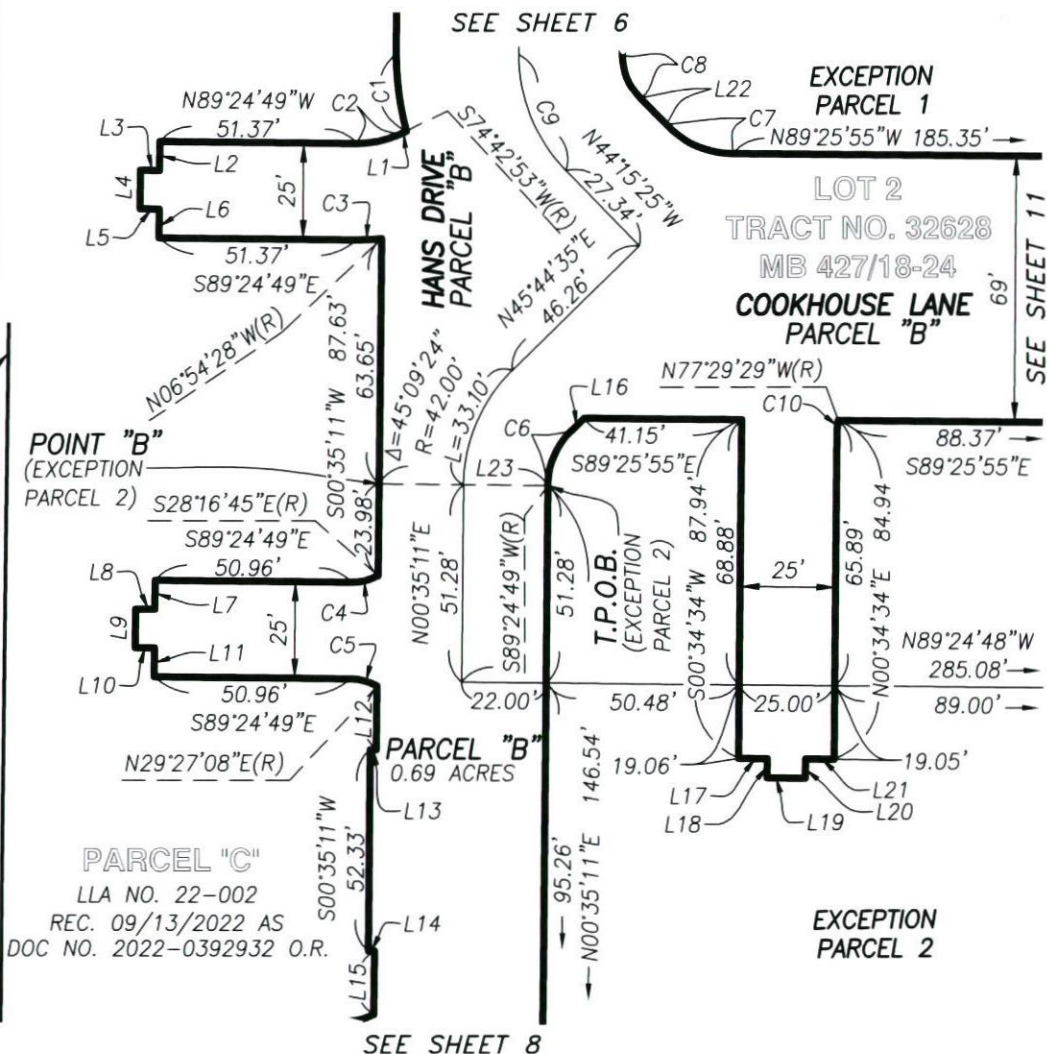 SEE SHEET 6
C8
L22
EXCEPTION
PARCEL 1
C7
N89°25'55"W 185.35'
N89°24'49"W
51.37'
C2
C1
C9
S74°42'53"W(R)
N44°15'25"W
27.34'
L3
L2
L1
L4
25'
L5
L6
C3
51.37'
S89°24'49"E
HANS DRIVE
PARCEL "B"
N45°44'35"E
46.26'
LOT 2
TRACT NO. 32628
MB 427/18-24
COOKHOUSE LANE
PARCEL "B"
69'
SEE SHEET 11
N06°54'28"W(R)
S00°35'11"W 87.63'
63.65'
Δ=45°09'24"
R=42.00'
L=33.10'
L16
N77°29'29"W(R)
C10
C6
41.15'
S89°25'55"E
88.37'
S89°25'55"E
POINT "B"
(EXCEPTION
PARCEL 2)
L23
S28°16'45"E(R)
23.98'
S89°24'49"E
50.96'
L8
L7
L9
25'
C4
C5
L10
L11
50.96'
S89°24'49"E
N00°35'11"E
51.28'
S89°24'49"W(R)
51.28'
T.P.O.B.
(EXCEPTION
PARCEL 2)
S00°34'34"W 87.94'
68.88'
25'
65.89'
N00°34'34"E 84.94
N89°24'48"W
285.08'
22.00'
50.48'
25.00'
89.00'
L12
N29°27'08"E(R)
PARCEL "B"
0.69 ACRES
L13
19.06'
19.05'
L17
L18
L19
L20
L21
S00°35'11"W
52.33'
95.26'
N00°35'11"E 146.54'
PARCEL "C"
LLA NO. 22-002
REC. 09/13/2022 AS
DOC NO. 2022-0392932 O.R.
L14
L15
EXCEPTION
PARCEL 2
SEE SHEET 8